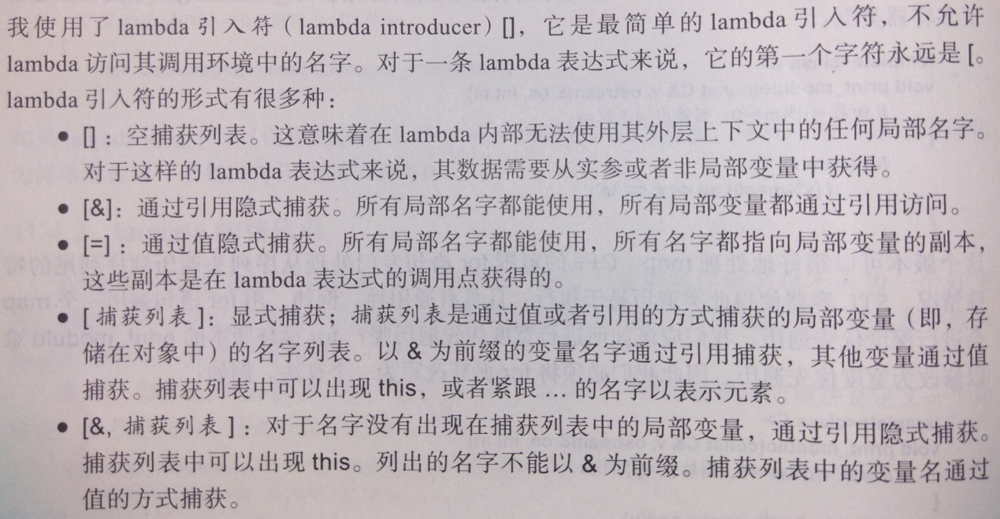 我使用了 lambda 引入符（lambda introducer）[]，它是最简单的 lambda 引入符，不允许
lambda 访问其调用环境中的名字。对于一条 lambda 表达式来说，它的第一个字符永远是 [。
lambda 引入符的形式有很多种：
● []：空捕获列表。这意味着在 lambda 内部无法使用其外层上下文中的任何局部名字。
对于这样的 lambda 表达式来说，其数据需要从实参或者非局部变量中获得。
● [&]：通过引用隐式捕获。所有局部名字都能使用，所有局部变量都通过引用访问。
● [=]：通过值隐式捕获。所有局部名字都能使用，所有名字都指向局部变量的副本，
这些副本是在 lambda 表达式的调用点获得的。
● [ 捕获列表 ]：显式捕获；捕获列表是通过值或者引用的方式捕获的局部变量（即，存
储在对象中）的名字列表。以 & 为前缀的变量名字通过引用捕获，其他变量通过值
捕获。捕获列表中可以出现 this，或者紧跟 ... 的名字以表示元素。
● [&, 捕获列表 ]：对于名字没有出现在捕获列表中的局部变量，通过引用隐式捕获。
捕获列表中可以出现 this。列出的名字不能以 & 为前缀。捕获列表中的变量名通过
值的方式捕获。